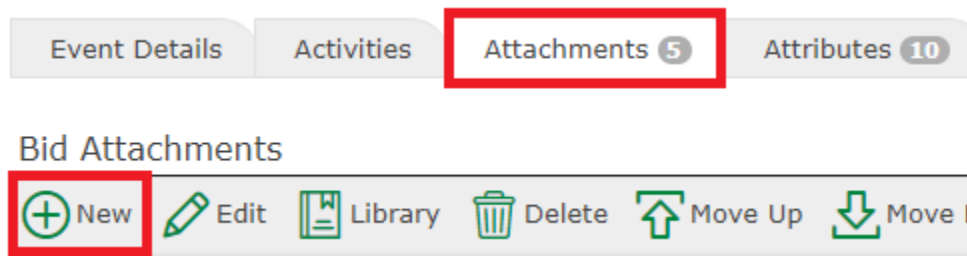 Event Details Activities Attachments 5 Attributes 10
Bid Attachments
New Edit Library Delete Move Up Move